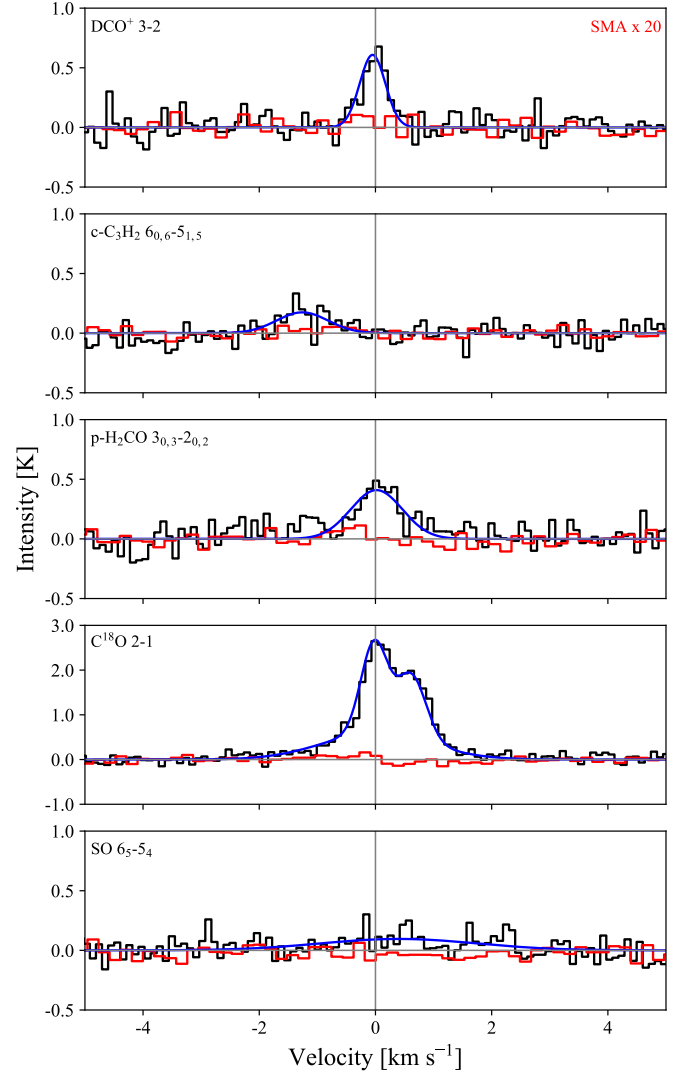 1.0
DCO⁺ 3-2
SMA x 20
0.5
0.0
-0.5
1.0
c-C₃H₂ 6₀,₆-5₁,₅
0.5
0.0
-0.5
1.0
p-H₂CO 3₀,₃-2₀,₂
0.5
0.0
-0.5
Intensity [K]
3.0
C¹⁸O 2-1
2.0
1.0
0.0
-1.0
1.0
SO 6₅-5₄
0.5
0.0
-0.5
-4 -2 0 2 4
Velocity [km s⁻¹]